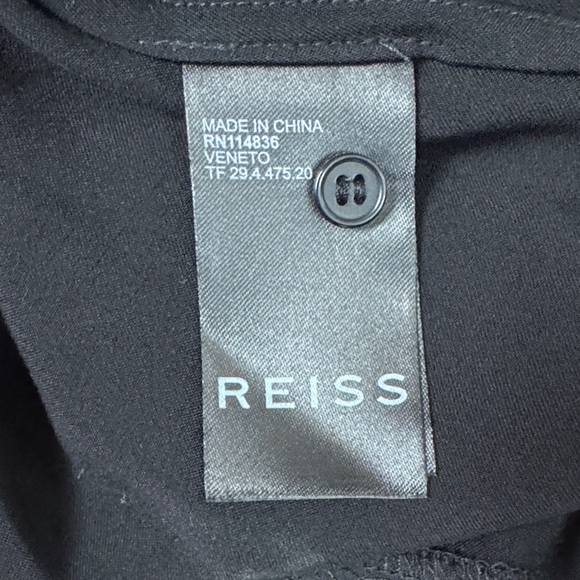 MADE IN CHINA
RN114836
VENETO
TF 29.4.475.20
REISS